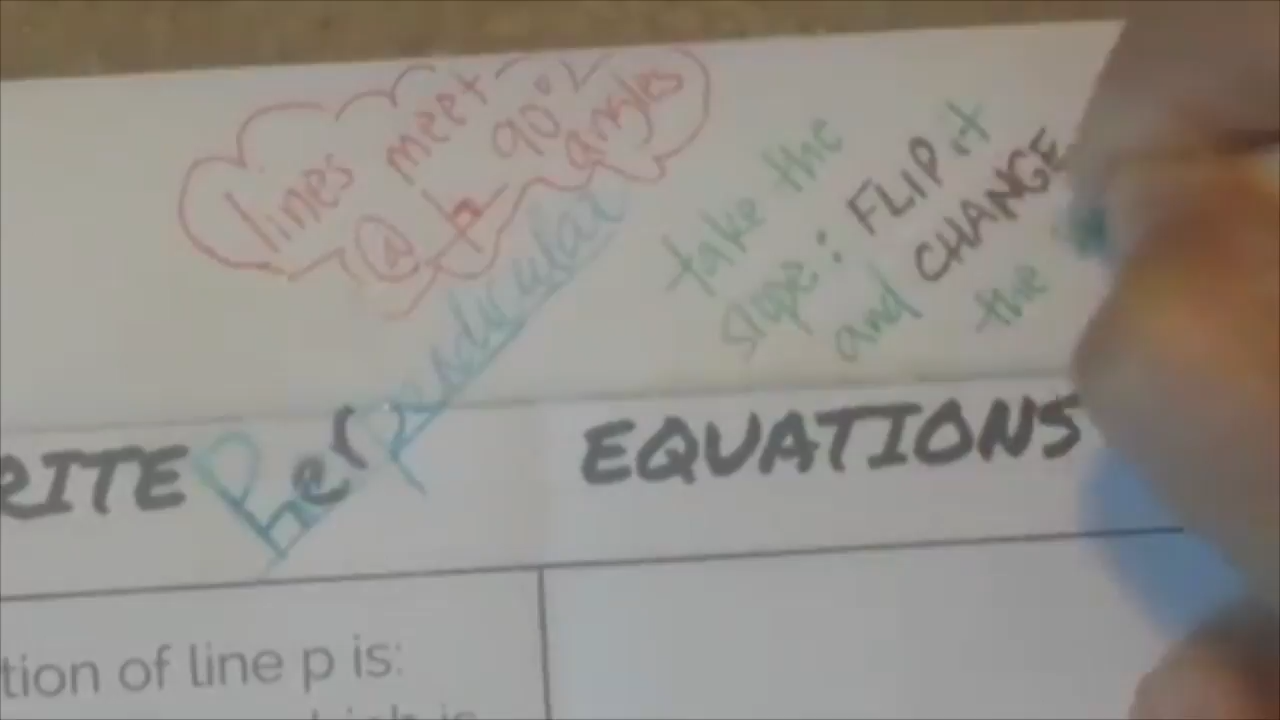 lines meet
@ 90°
angles
take the
slope: FLIP it
and CHANGE
the
RITE Perpendicular EQUATIONS
tion of line p is: